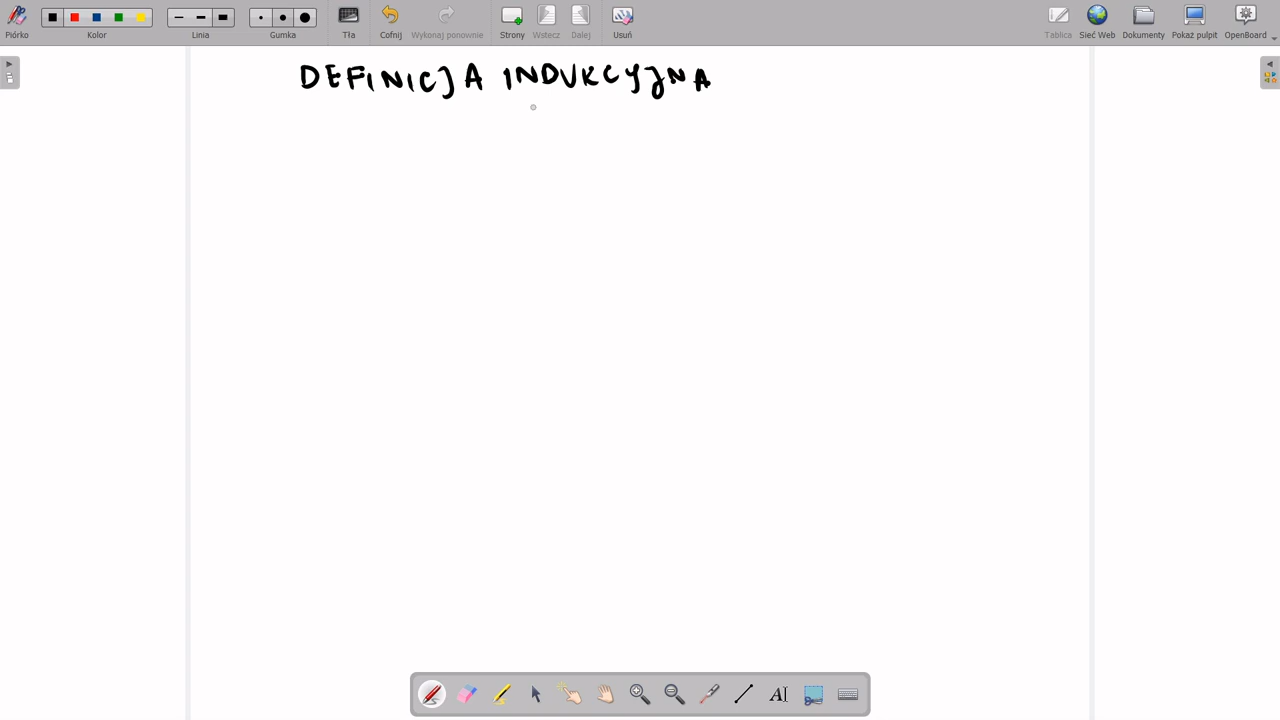 Piórko Kolor Linia Gumka Tła Cofnij Wykonaj ponownie Strony Wstecz Dalej Usuń Tablica Sieć Web Dokumenty Pokaż pulpit OpenBoard
DEFINICJA INDUKCYJNA
AI